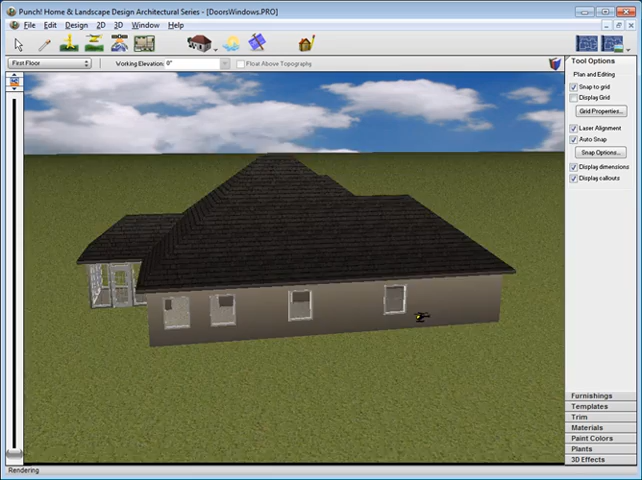 Punch! Home & Landscape Design Architectural Series - [DoorsWindows.PRO]
File Edit Design 2D 3D Window Help
First Floor Working Elevation: 0" Float Above Topography
Tool Options
Plan and Editing
Snap to grid
Display Grid
Grid Properties...
Laser Alignment
Auto Snap
Snap Options...
Display dimensions
Display callouts
Furnishings
Templates
Trim
Materials
Paint Colors
Plants
3D Effects
Rendering